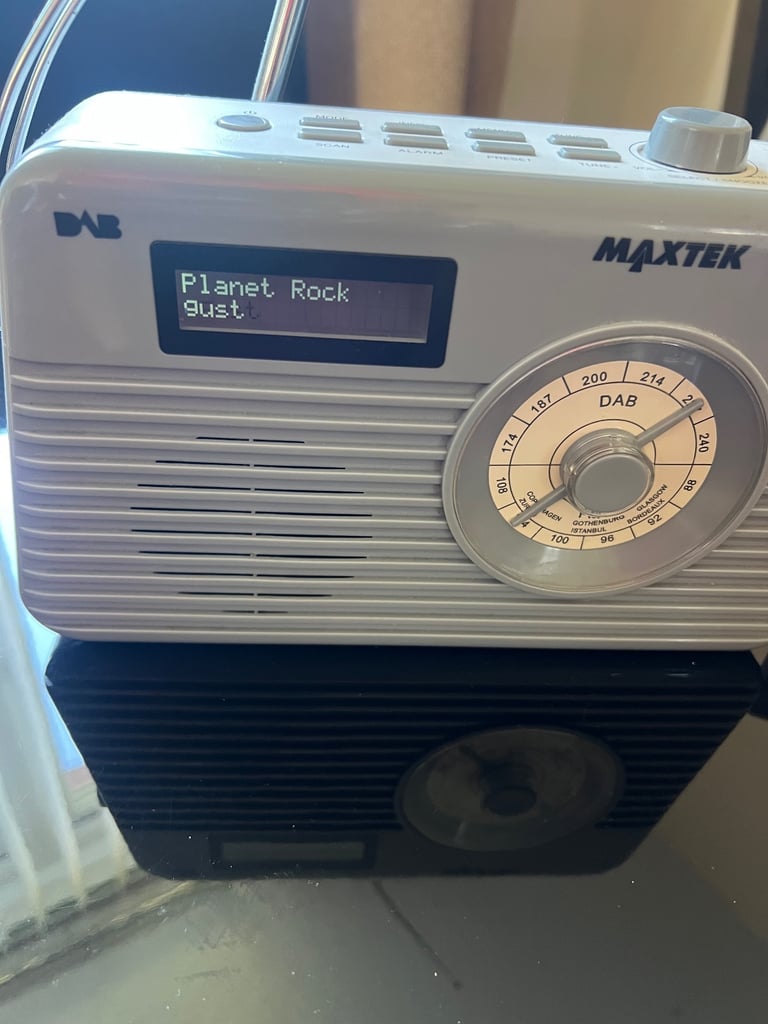 SCAN
ALARM
PRESET
TUNE
DAB
MAXTEK
Planet Rock
gust
174
187
200
214
240
DAB
108
88
92
96
100
GLASGOW
GOTHENBURG
BORDEAUX
ISTANBUL